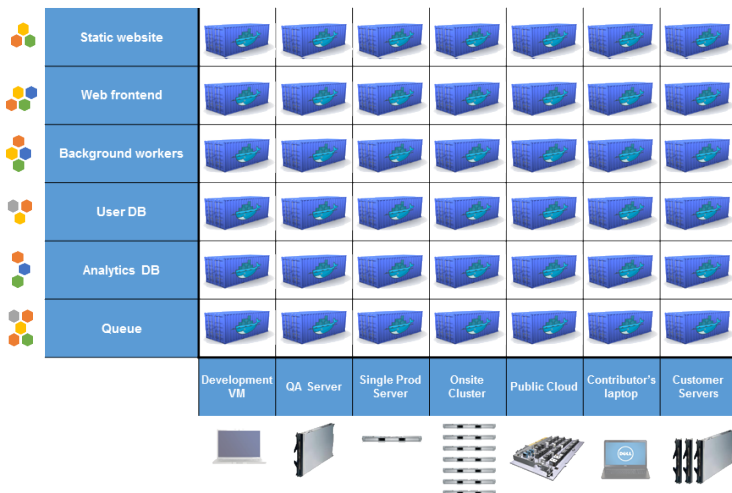 Static website
Web frontend
Background workers
User DB
Analytics DB
Queue
Development
VM
QA Server
Single Prod
Server
Onsite
Cluster
Public Cloud
Contributor's
laptop
Customer
Servers
DELL